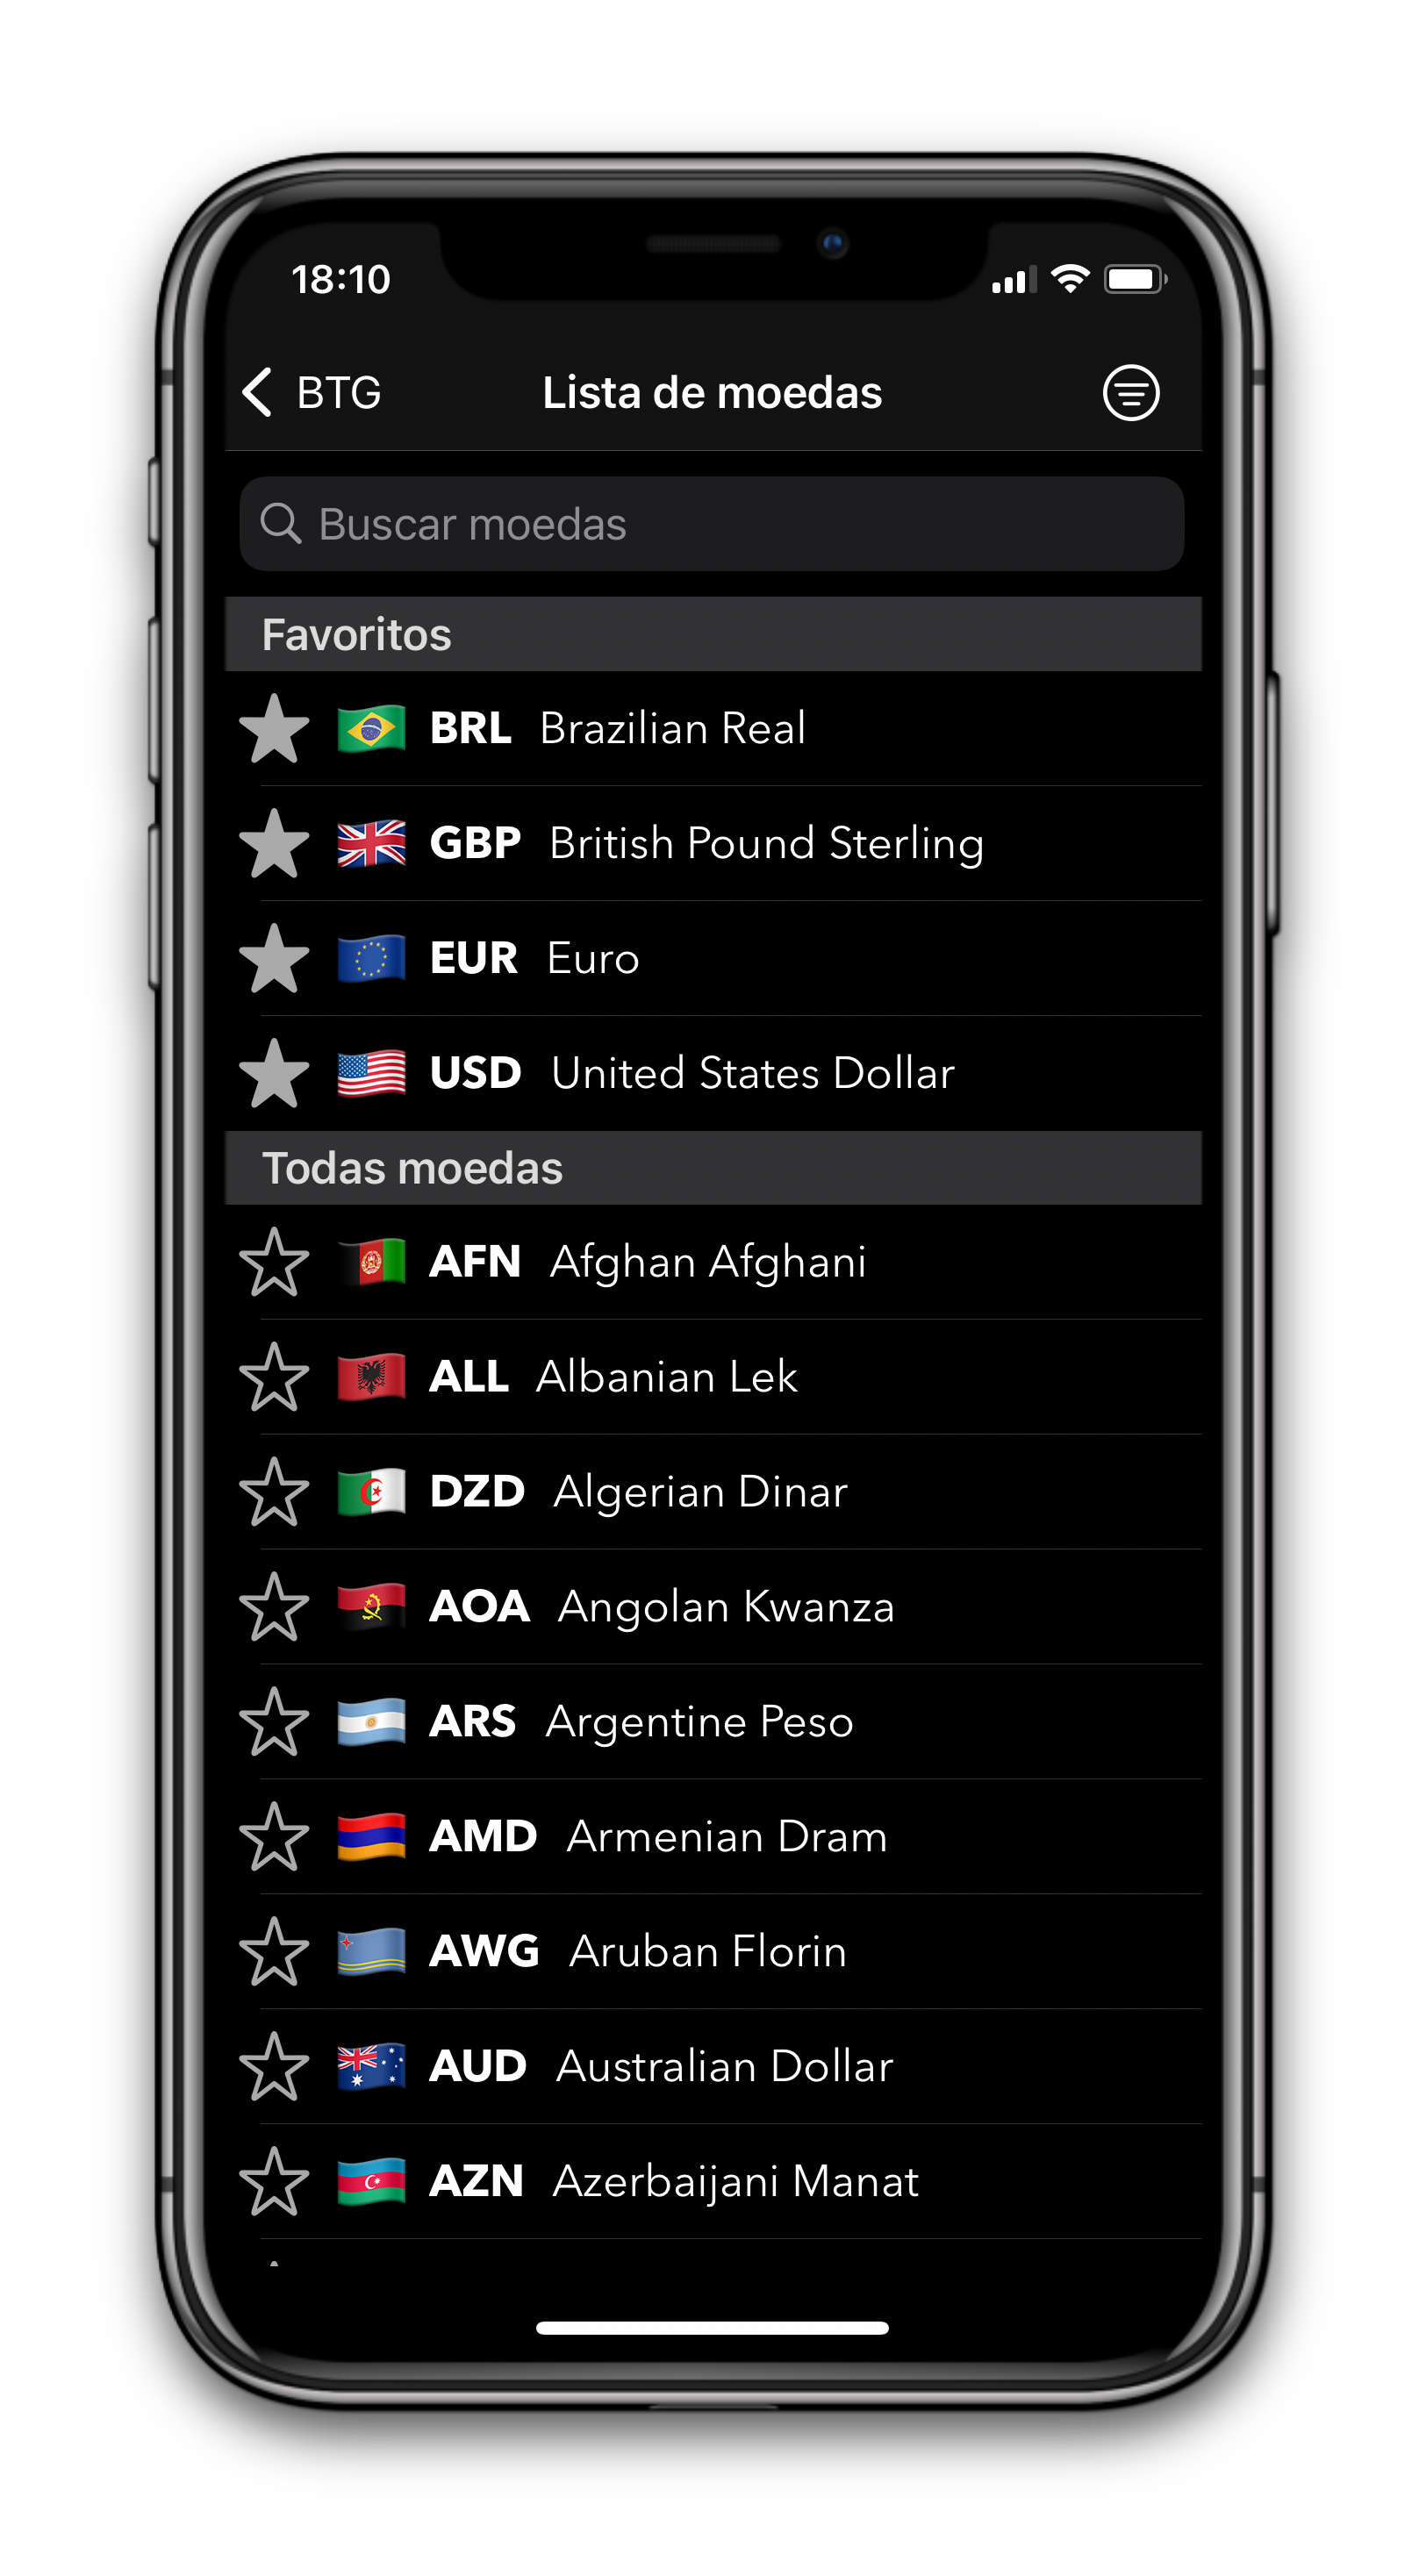 18:10
BTG Lista de moedas
Buscar moedas
Favoritos
BRL Brazilian Real
GBP British Pound Sterling
EUR Euro
USD United States Dollar
Todas moedas
AFN Afghan Afghani
ALL Albanian Lek
DZD Algerian Dinar
AOA Angolan Kwanza
ARS Argentine Peso
AMD Armenian Dram
AWG Aruban Florin
AUD Australian Dollar
AZN Azerbaijani Manat